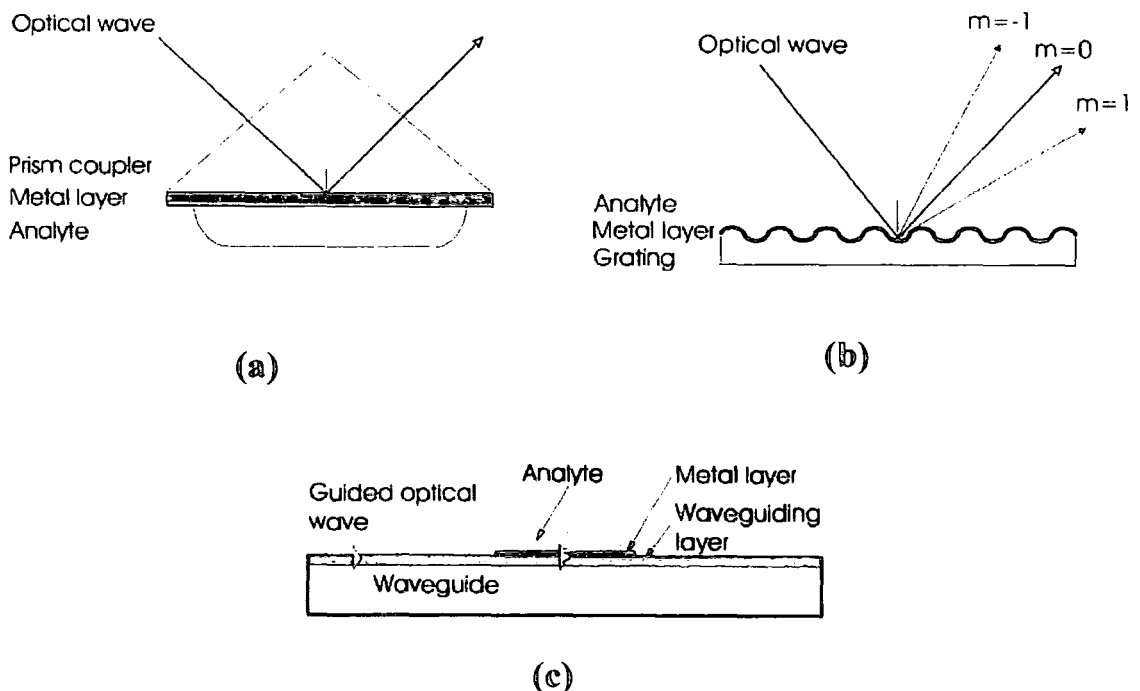 Optical wave
Prism coupler
Metal layer
Analyte
(a)
Optical wave
m=-1
m=0
m=1
Analyte
Metal layer
Grating
(b)
Guided optical
wave
Analyte
Metal layer
Waveguiding
layer
Waveguide
(c)